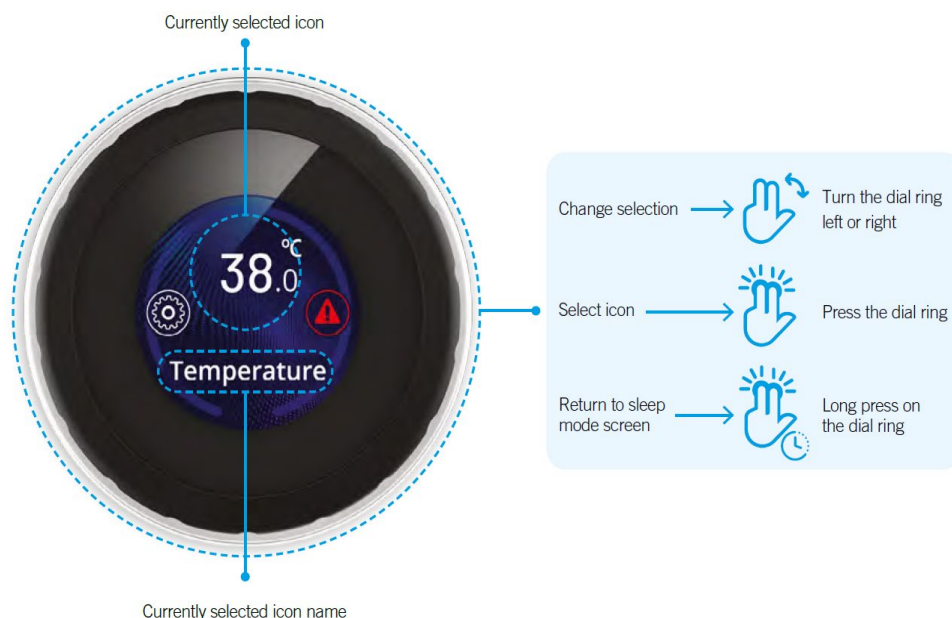 Currently selected icon
°C
38.0
Temperature
Change selection
Turn the dial ring
left or right
Select icon
Press the dial ring
Return to sleep
mode screen
Long press on
the dial ring
Currently selected icon name